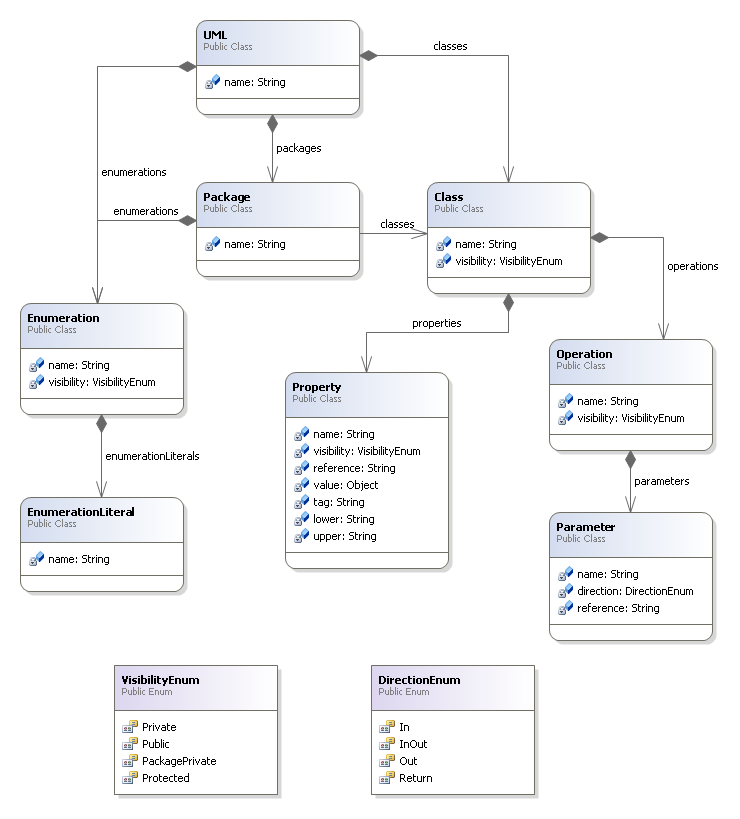 UML
Public Class
name: String
classes
enumerations
packages
enumerations
Package
Public Class
name: String
classes
Class
Public Class
name: String
visibility: VisibilityEnum
operations
properties
Enumeration
Public Class
name: String
visibility: VisibilityEnum
enumerationLiterals
EnumerationLiteral
Public Class
name: String
Property
Public Class
name: String
visibility: VisibilityEnum
reference: String
value: Object
tag: String
lower: String
upper: String
Operation
Public Class
name: String
visibility: VisibilityEnum
parameters
Parameter
Public Class
name: String
direction: DirectionEnum
reference: String
VisibilityEnum
Public Enum
Private
Public
PackagePrivate
Protected
DirectionEnum
Public Enum
In
InOut
Out
Return